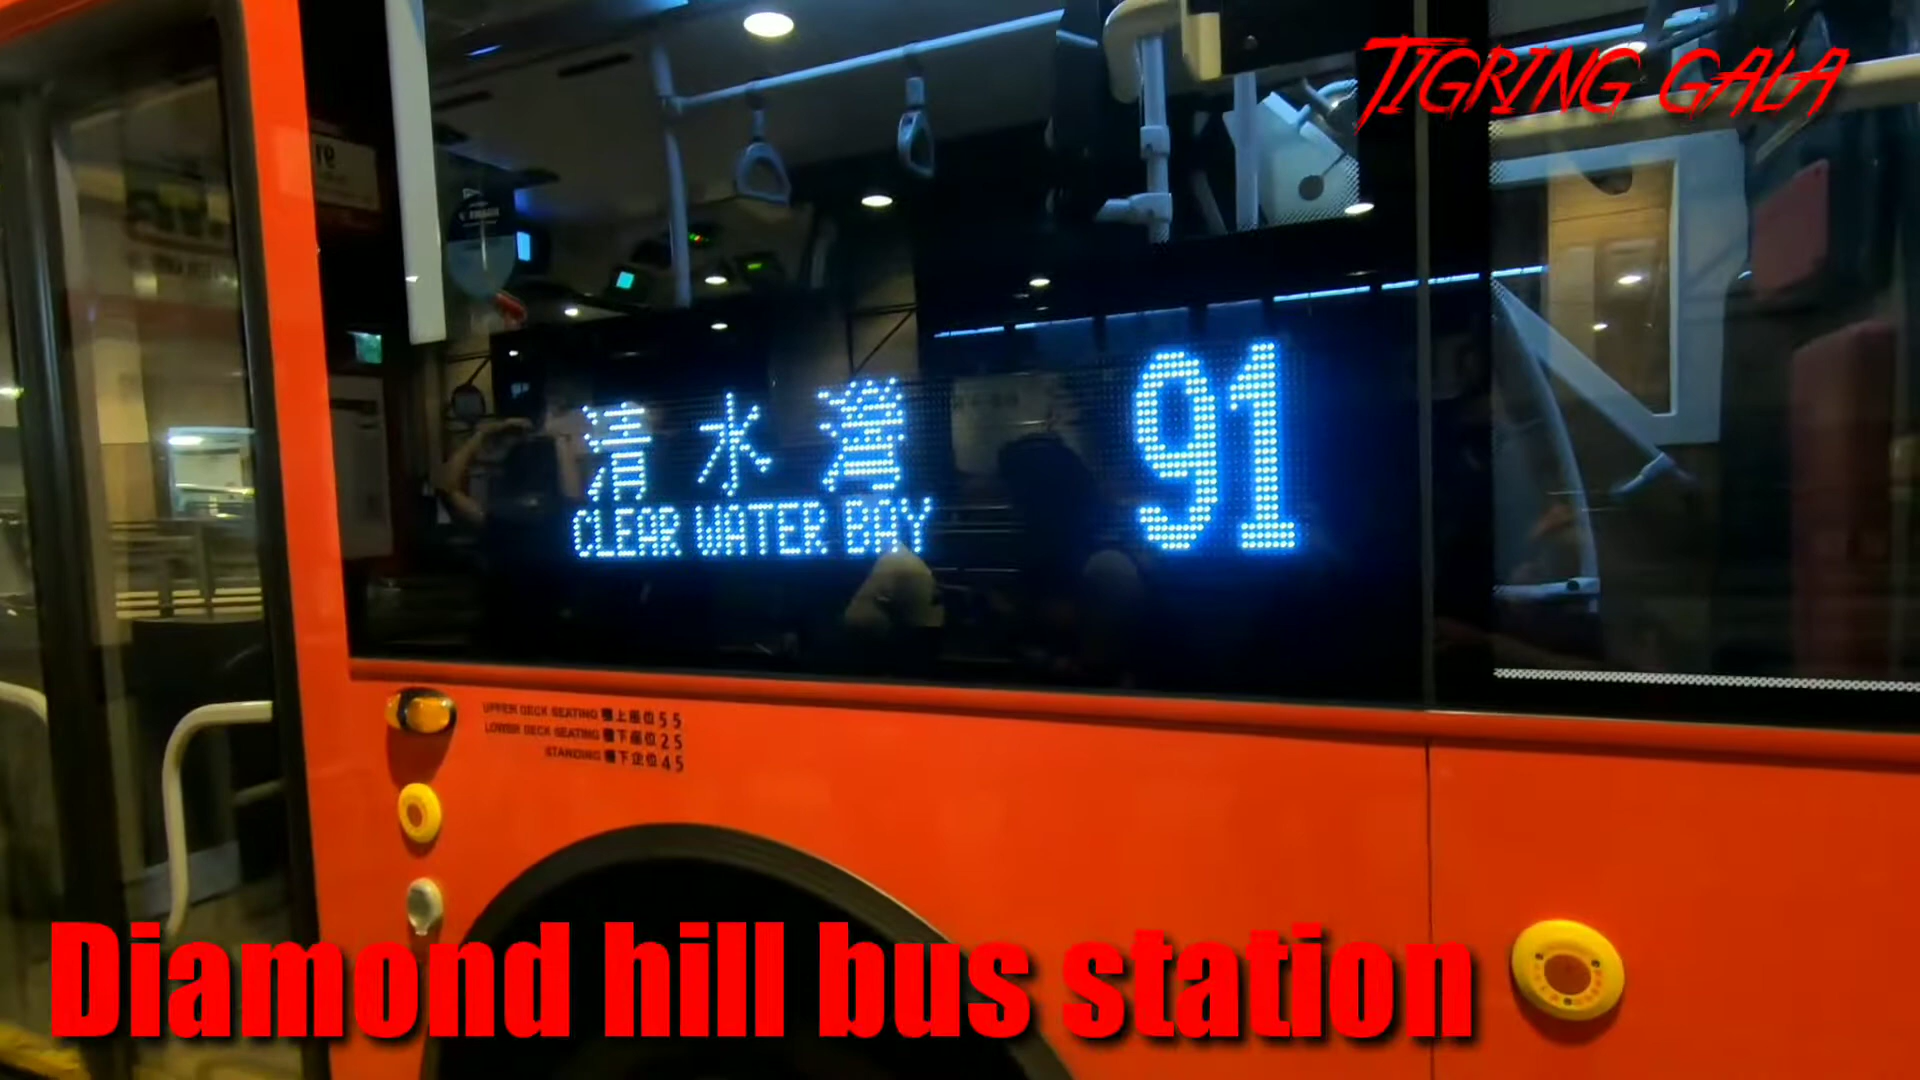 TIGRING GALA
清水灣 91
CLEAR WATER BAY
UPPER DECK SEATING 樓上座位 55
LOWER DECK SEATING 樓下座位 25
STANDING 樓下企位 45
Diamond hill bus station